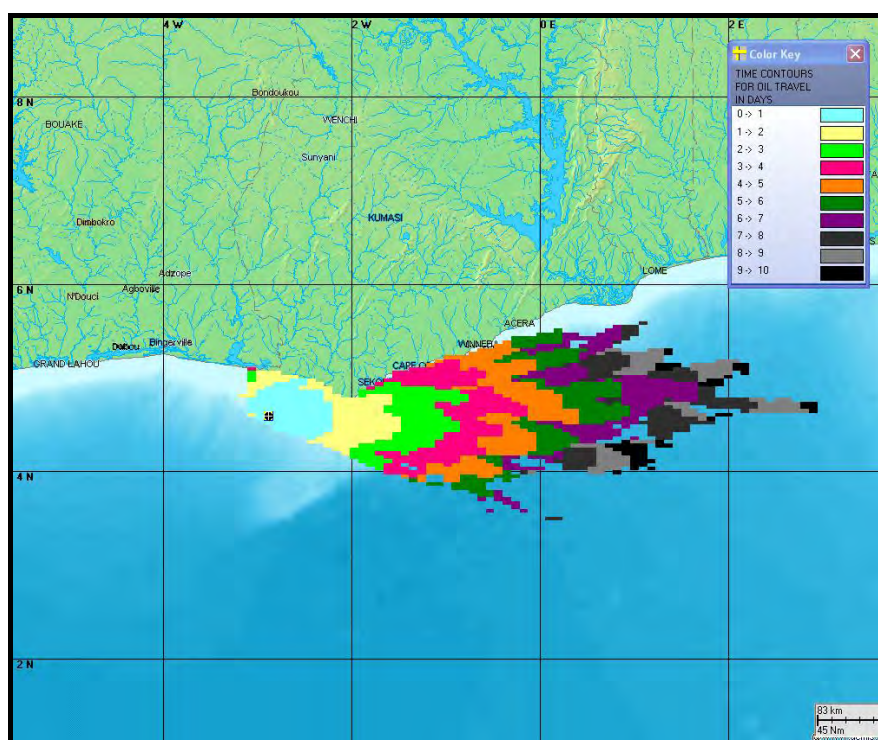 4 W
2 W
0 E
2 E
Color Key
TIME CONTOURS
FOR OIL TRAVEL
IN DAYS
0 -> 1
1 -> 2
2 -> 3
3 -> 4
4 -> 5
5 -> 6
6 -> 7
7 -> 8
8 -> 9
9 -> 10
8 N
Bondoukou
BOUAKE
WENCHI
Sunyani
Dimbokro
KUMASI
Adzope
LOME
6 N
N'Douci
Agboville
ACERA
Bingerville
WINNEB
GRAND LAHOU
CAPE C
SEKO
4 N
2 N
83 km
45 Nm